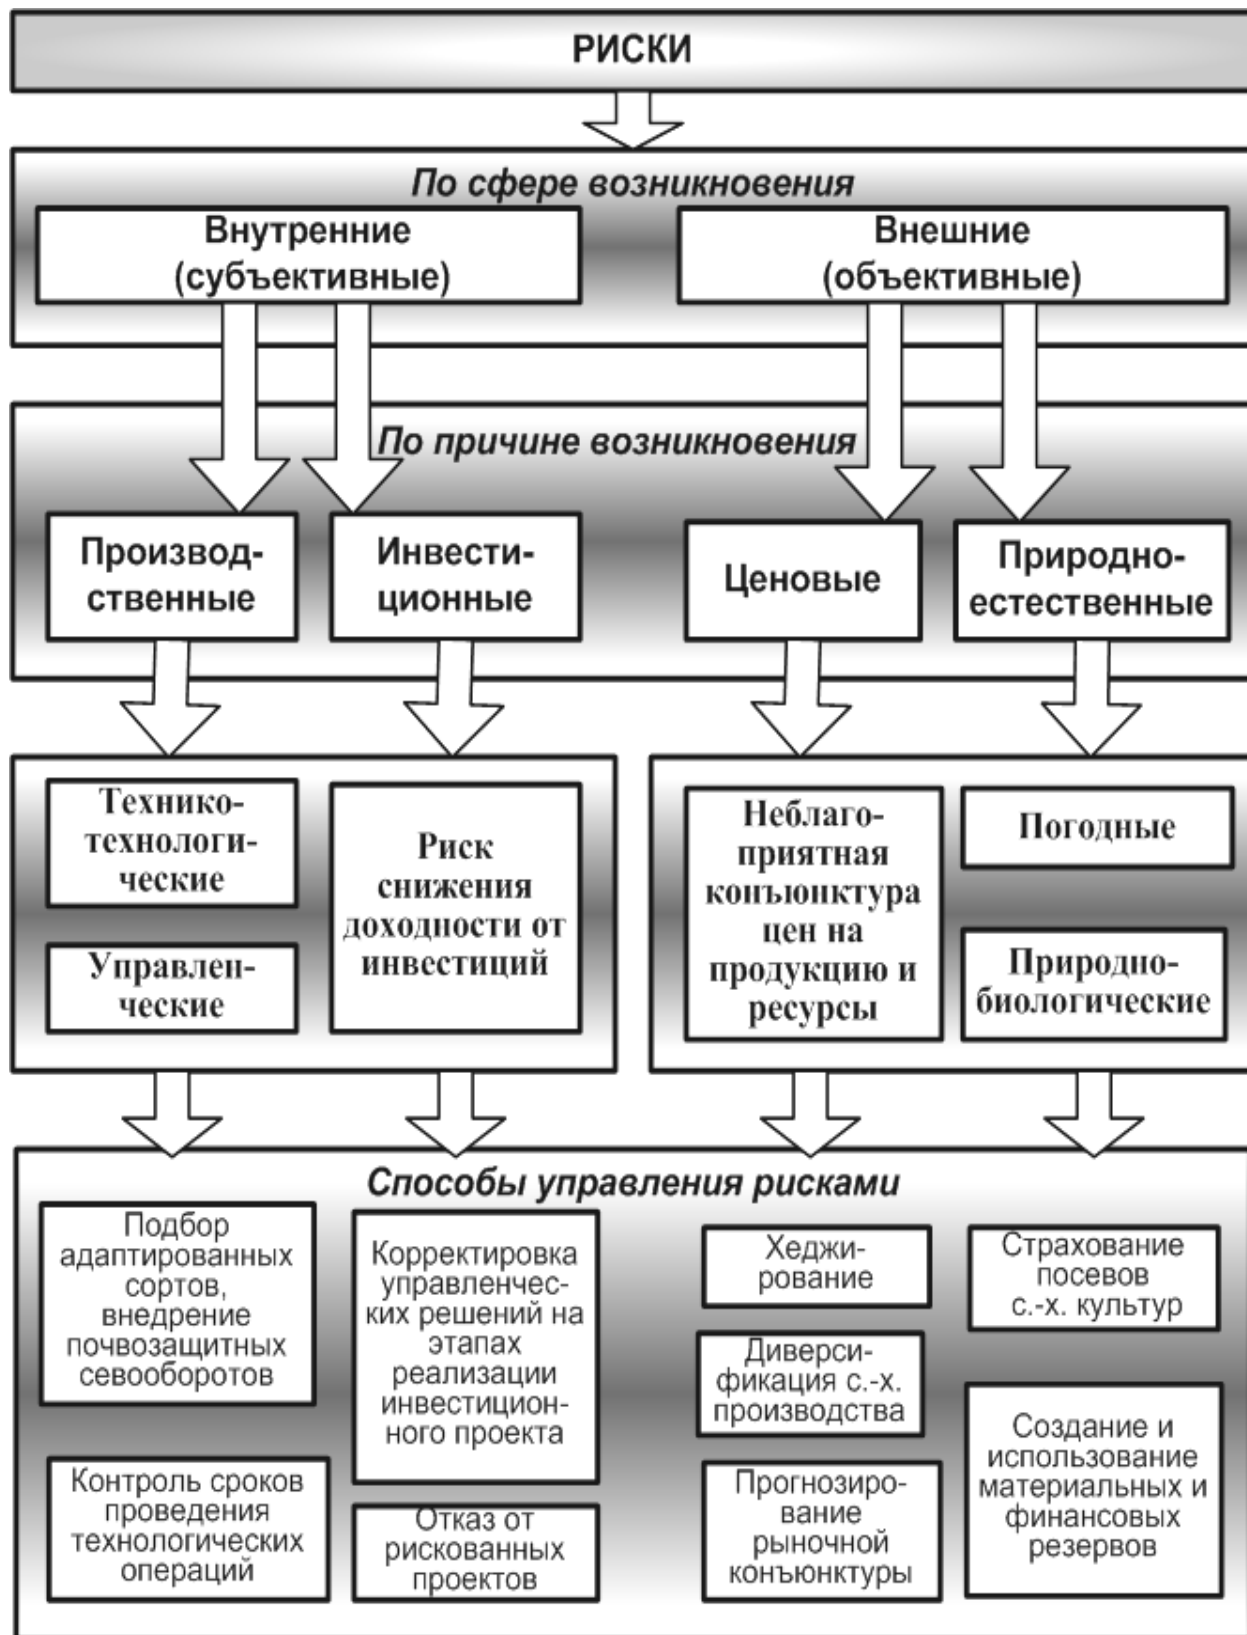 РИСКИ
По сфере возникновения
Внутренние
(субъективные)
Внешние
(объективные)
По причине возникновения
Производ-
ственные
Инвести-
ционные
Ценовые
Природно-
естественные
Технико-
технологи-
ческие
Управлен-
ческие
Риск
снижения
доходности от
инвестиций
Неблаго-
приятная
конъюнктура
цен на
продукцию и
ресурсы
Погодные
Природно-
биологические
Способы управления рисками
Подбор
адаптированных
сортов,
внедрение
почвозащитных
севооборотов
Контроль сроков
проведения
технологических
операций
Корректировка
управленчес-
ких решений на
этапах
реализации
инвестицион-
ного проекта
Отказ от
рискованных
проектов
Хеджи-
рование
Диверси-
фикация с.-х.
производства
Прогнозиро-
вание
рыночной
конъюнктуры
Страхование
посевов
с.-х. культур
Создание и
использование
материальных и
финансовых
резервов